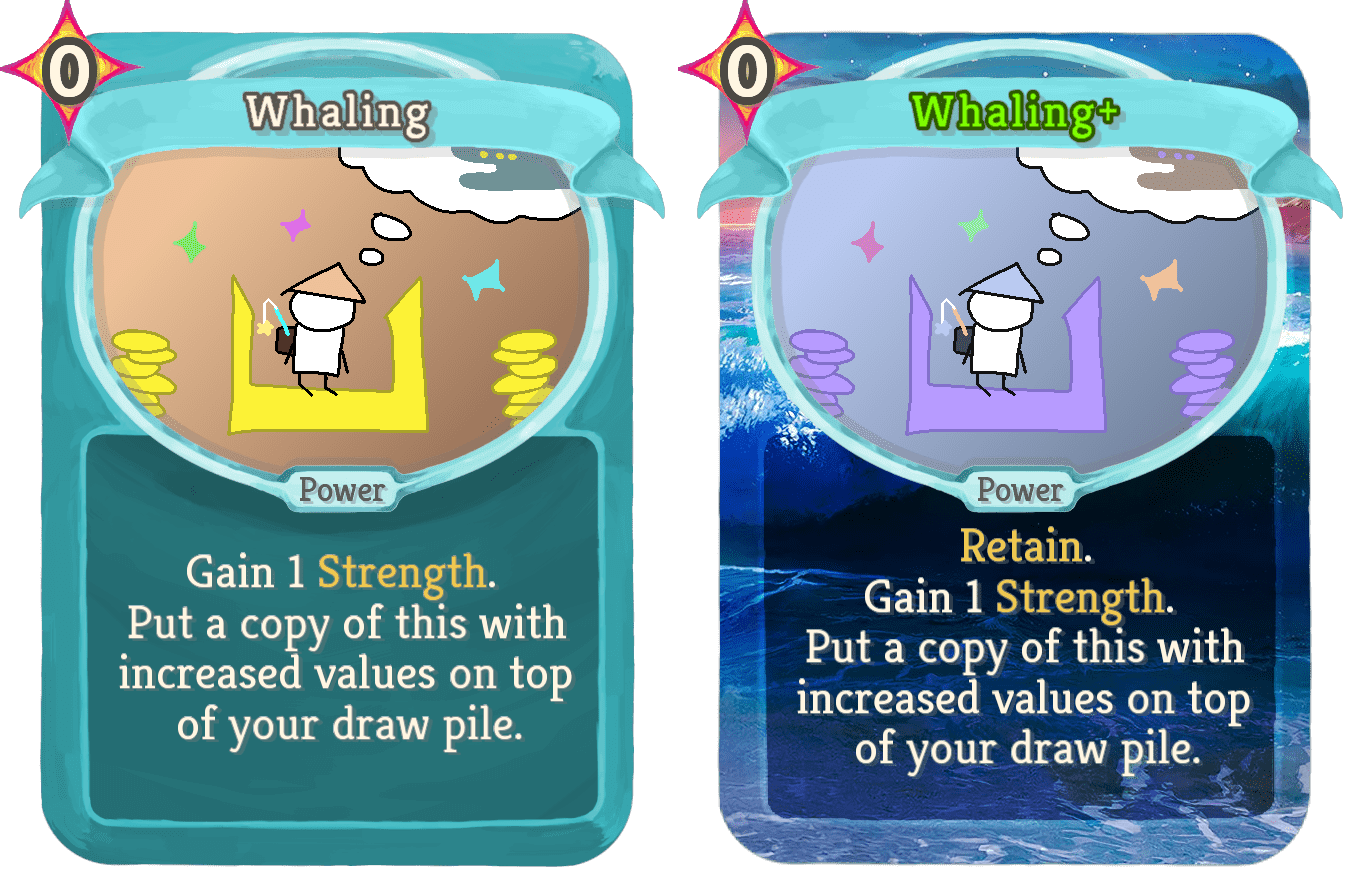 0
Whaling
Power
Gain 1 Strength.
Put a copy of this with
increased values on top
of your draw pile.
0
Whaling+
Power
Retain.
Gain 1 Strength.
Put a copy of this with
increased values on top
of your draw pile.